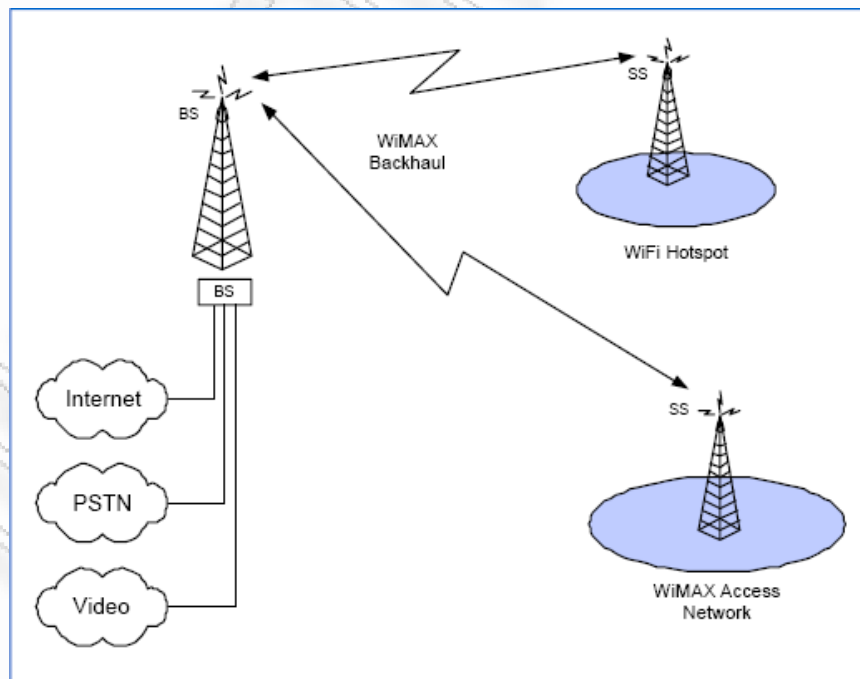 BS
SS
WiMAX
Backhaul
WiFi Hotspot
BS
Internet
SS
PSTN
Video
WiMAX Access
Network